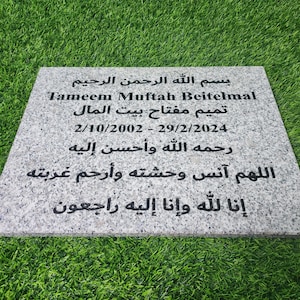 بسم الله الرحمن الرحيم
Tameem Muftah Beitelmal
تميم مفتاح بيت المال
2/10/2002 - 29/2/2024
رحمه الله وأحسن إليه
اللهم آنس وحشته وأرحم غربته
إنا لله وإنا إليه راجعون